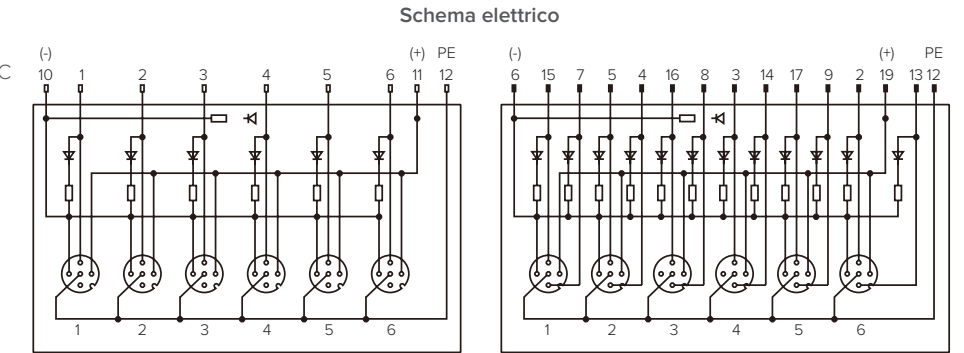 Schema elettrico
(-) (+) PE (-) (+) PE
C 10 1 2 3 4 5 6 11 12 6 15 7 5 4 16 8 3 14 17 9 2 19 13 12
1 2 3 4 5 6 1 2 3 4 5 6